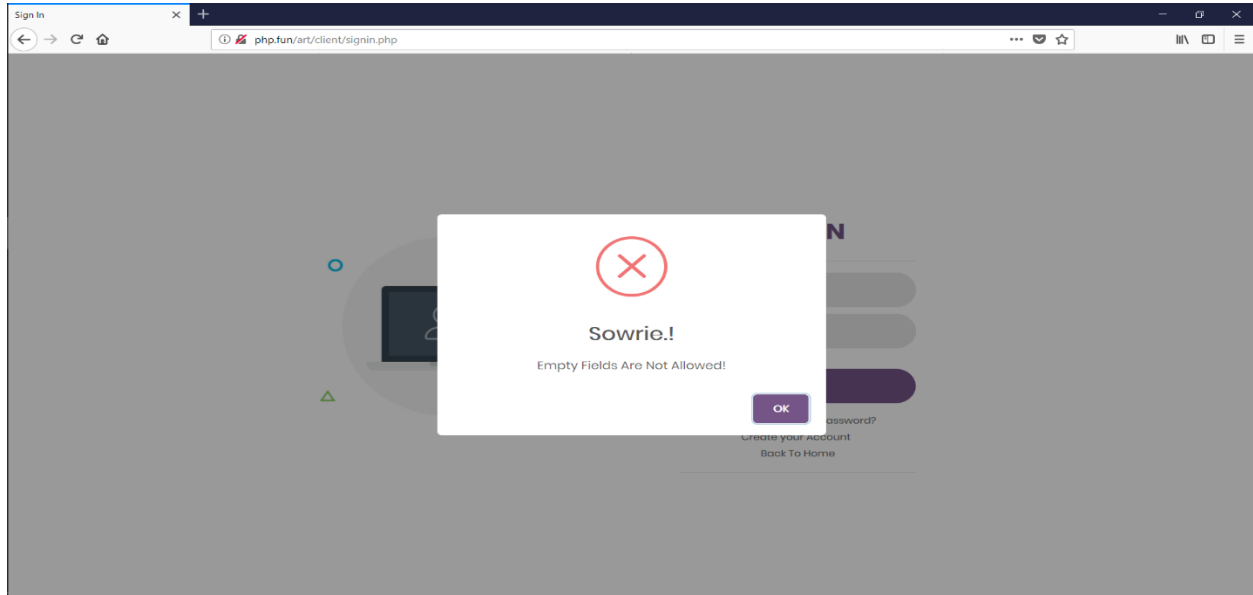 Sign In
php.fun/art/client/signin.php
N
Sowrie.!
Empty Fields Are Not Allowed!
OK
assword?
Create your Account
Back To Home